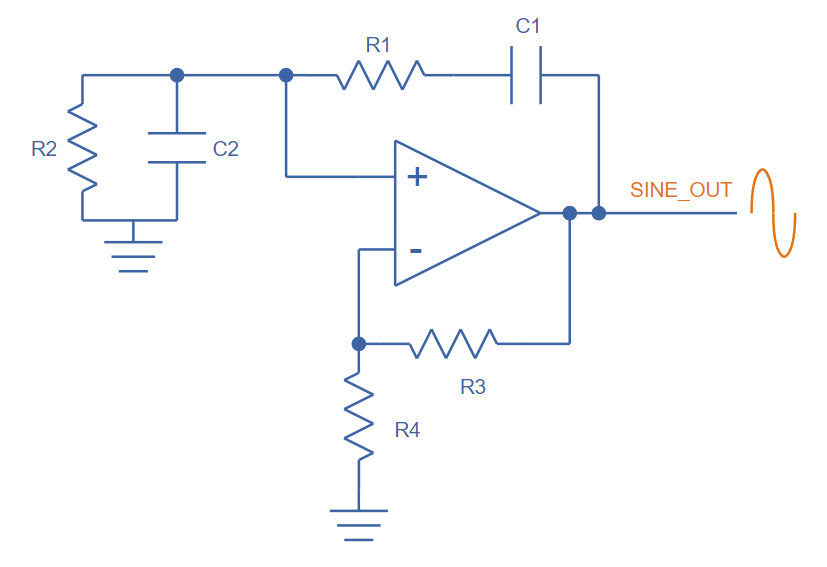 C1
R1
R2
C2
+
SINE_OUT
-
R3
R4